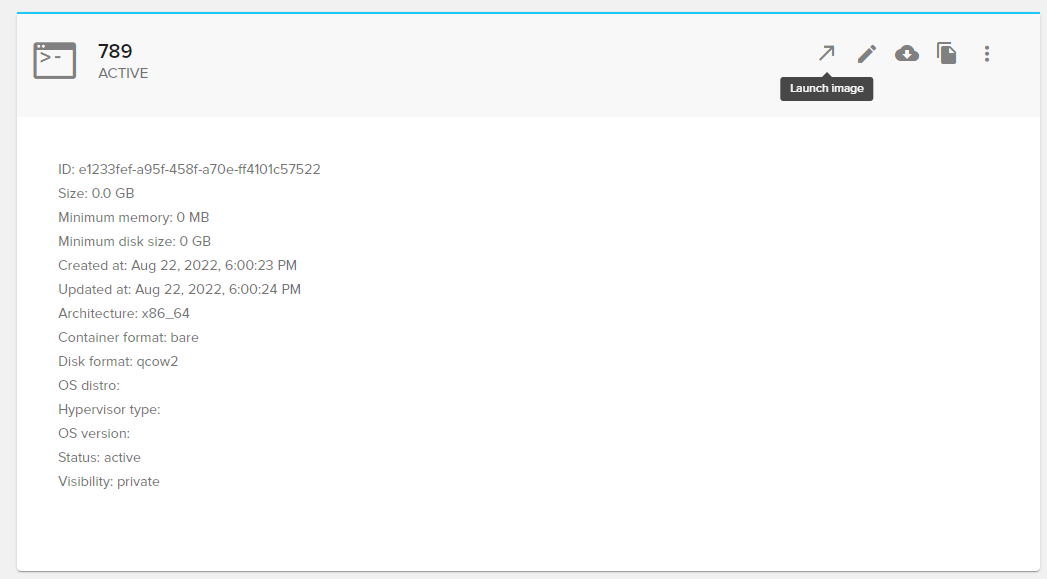 789
ACTIVE
Launch image
ID: e1233fef-a95f-458f-a70e-ff4101c57522
Size: 0.0 GB
Minimum memory: 0 MB
Minimum disk size: 0 GB
Created at: Aug 22, 2022, 6:00:23 PM
Updated at: Aug 22, 2022, 6:00:24 PM
Architecture: x86_64
Container format: bare
Disk format: qcow2
OS distro:
Hypervisor type:
OS version:
Status: active
Visibility: private